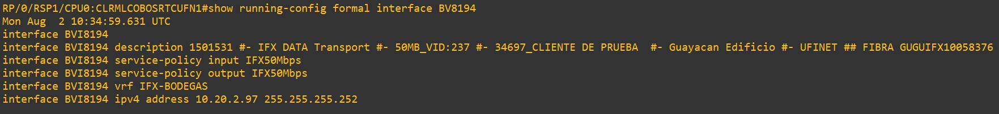 RP/0/RSP1/CPU0:CLRMLCOBOSRTCUFN1#show running-config formal interface BV8194
Mon Aug  2 10:34:59.631 UTC
interface BVI8194
interface BVI8194 description 1501531 #- IFX DATA Transport #- 50MB_VID:237 #- 34697_CLIENTE DE PRUEBA  #- Guayacan Edificio #- UFINET ## FIBRA GUGUIFX10058376
interface BVI8194 service-policy input IFX50Mbps
interface BVI8194 service-policy output IFX50Mbps
interface BVI8194 vrf IFX-BODEGAS
interface BVI8194 ipv4 address 10.20.2.97 255.255.255.252